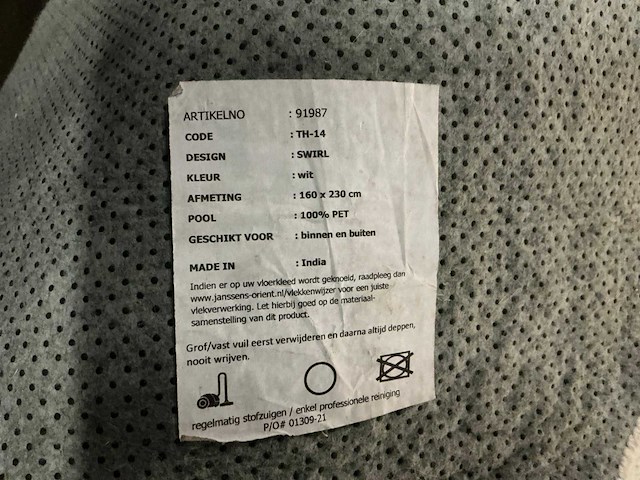 ARTIKELNO : 91987
CODE : TH-14
DESIGN : SWIRL
KLEUR : wit
AFMETING : 160 x 230 cm
POOL : 100% PET
GESCHIKT VOOR : binnen en buiten
MADE IN : India
Indien er op uw vloerkleed wordt geknoeid, raadpleeg dan
www.janssens-orient.nl/vlekkenwijzer voor een juiste
vlekverwerking. Let hierbij goed op de materiaal-
samenstelling van dit product.
Grof/vast vuil eerst verwijderen en daarna altijd deppen,
nooit wrijven.
regelmatig stofzuigen / enkel professionele reiniging
P/O# 01309-21